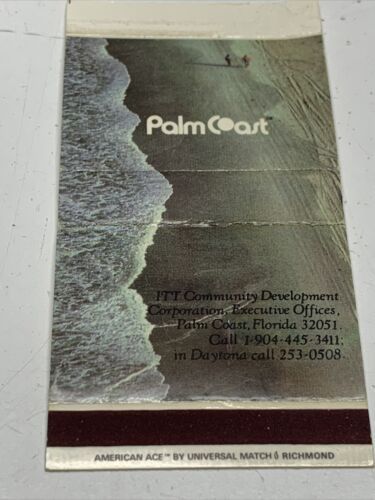 Palm Coast
ITT Community Development
Corporation, Executive Offices,
Palm Coast, Florida 32051.
Call 1-904-445-3411;
in Daytona call 253-0508.
AMERICAN ACE™ BY UNIVERSAL MATCH RICHMOND